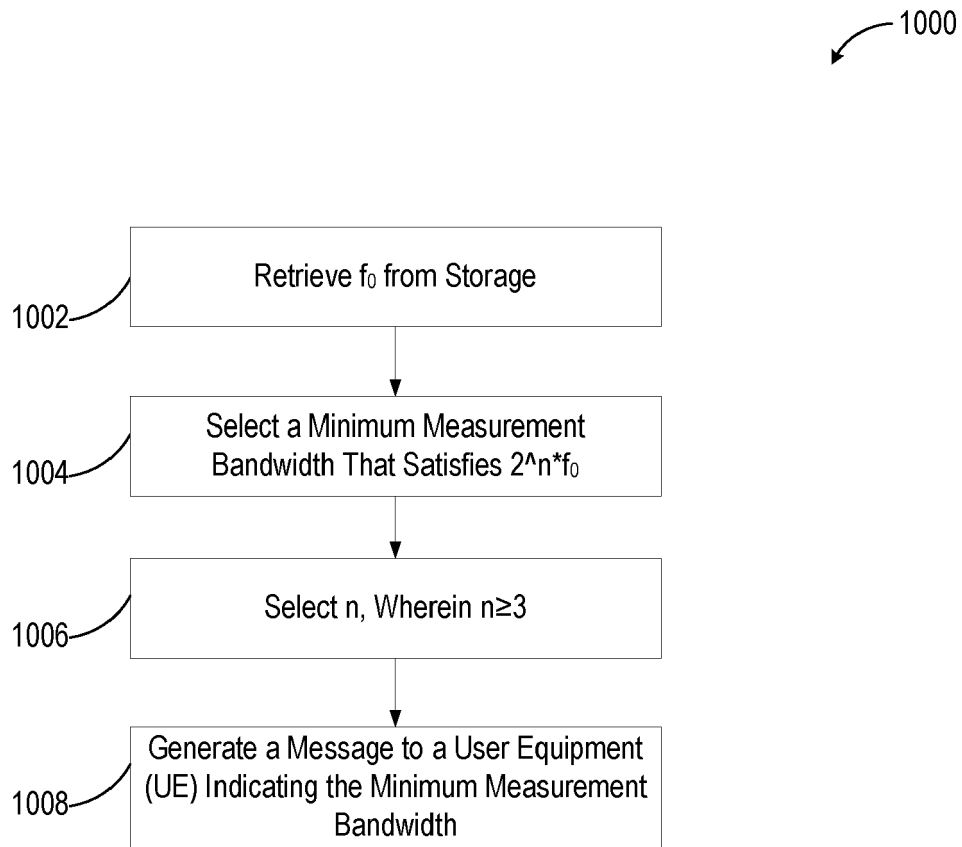 1000
Retrieve f₀ from Storage
1002
Select a Minimum Measurement
Bandwidth That Satisfies 2^n*f₀
1004
Select n, Wherein n≥3
1006
Generate a Message to a User Equipment
(UE) Indicating the Minimum Measurement
Bandwidth
1008